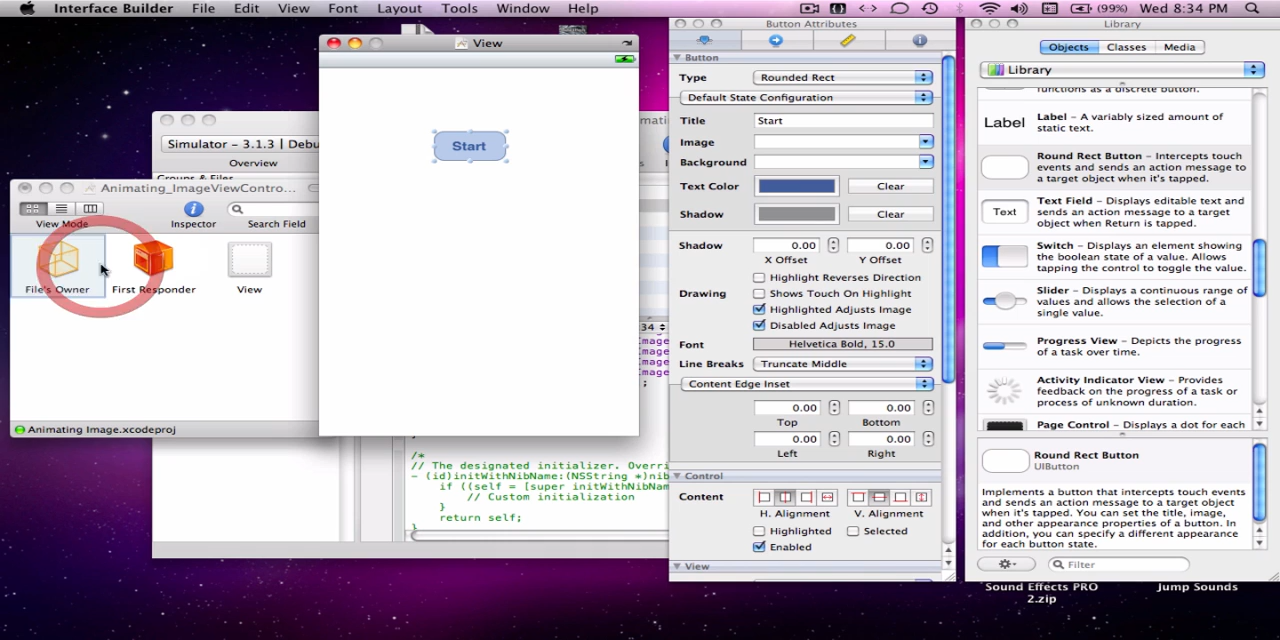 Interface Builder File Edit View Font Layout Tools Window Help (99%) Wed 8:34 PM
View
Start
Simulator - 3.1.3 | Debu
Overview
Groups & Files
Animating_ImageViewContro...
View Mode
Inspector
Search Field
File's Owner
First Responder
View
Animating Image.xcodeproj
/*
// The designated initializer. Overri
- (id)initWithNibName:(NSString *)nib
if ((self = [super initWithNibName
// Custom initialization
}
return self;
}
Button Attributes
Button
Type Rounded Rect
Default State Configuration
Title Start
Image
Background
Text Color Clear
Shadow Clear
Shadow 0.00 0.00
X Offset Y Offset
Highlight Reverses Direction
Drawing Shows Touch On Highlight
Highlighted Adjusts Image
Disabled Adjusts Image
Font Helvetica Bold, 15.0
Line Breaks Truncate Middle
Content Edge Inset
0.00 0.00
Top Bottom
0.00 0.00
Left Right
Control
Content
H. Alignment V. Alignment
Highlighted Selected
Enabled
View
Library
Objects Classes Media
Library
functions as a discrete button.
Label
Label – A variably sized amount of
static text.
Round Rect Button – Intercepts touch
events and sends an action message to
a target object when it's tapped.
Text
Text Field – Displays editable text and
sends an action message to a target
object when Return is tapped.
Switch – Displays an element showing
the boolean state of a value. Allows
tapping the control to toggle the value.
Slider – Displays a continuous range of
values and allows the selection of a
single value.
Progress View – Depicts the progress
of a task over time.
Activity Indicator View – Provides
feedback on the progress of a task or
process of unknown duration.
Page Control – Displays a dot for each
Round Rect Button
UIButton
Implements a button that intercepts touch
events and sends an action message to a
target object when it's tapped. You can set
the title, image, and other appearance
properties of a button. In addition, you can
specify a different appearance for each
button state.
Filter
Sound Effects PRO
2.zip
Jump Sounds